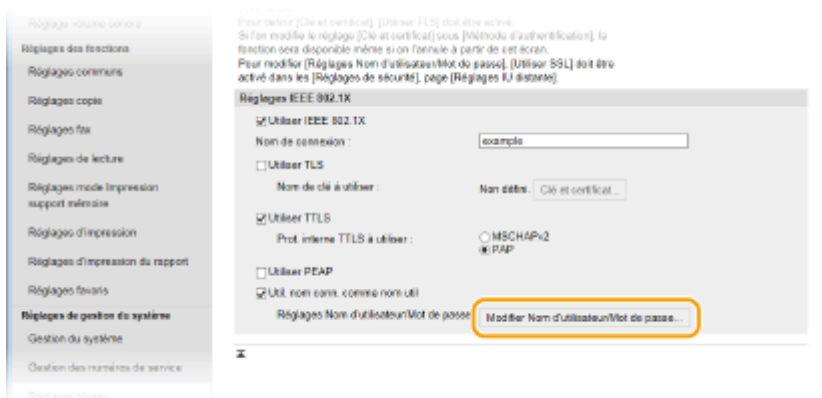 Réglage volume sonore
Réglages des fonctions
Réglages communs
Réglages copie
Réglages fax
Réglages de lecture
Réglages mode Impression
support mémoire
Réglages d'impression
Réglages d'impression du rapport
Réglages favoris
Réglages de gestion du système
Gestion du système
Gestion des numéros de service
Pour définir [Clé et certificat], [Utiliser TLS] doit être activé.
Si l'on modifie le réglage [Clé et certificat] sous [Méthode d'authentification], la
fonction sera disponible même si on l'annule à partir de cet écran.
Pour modifier [Réglages Nom d'utilisateur/Mot de passe], [Utiliser SSL] doit être
activé dans les [Réglages de sécurité], page [Réglages IU distante].
Réglages IEEE 802.1X
Utiliser IEEE 802.1X
Nom de connexion : example
Utiliser TLS
Nom de clé à utiliser : Non défini. Clé et certificat...
Utiliser TTLS
Prot. interne TTLS à utiliser : MSCHAPv2
PAP
Utiliser PEAP
Util. nom conn. comme nom util
Réglages Nom d'utilisateur/Mot de passe Modifier Nom d'utilisateur/Mot de passe...